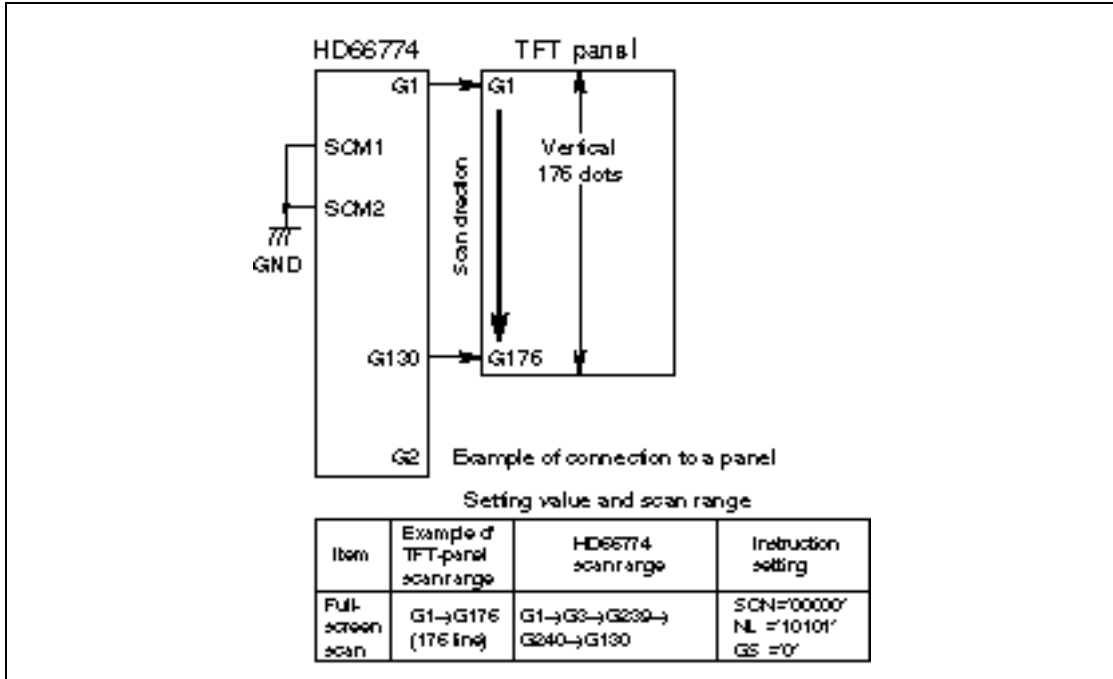 HD66774
TFT panel
G1
G1
SCM1
SCM2
GND
Scan direction
Vertical
176 dots
G130
G176
G2
Example of connection to a panel
Setting value and scan range
Item
Example of
TFT-panel
scan range
HD66774
scan range
Instruction
setting
Full-
screen
scan
G1→G176
(176 line)
G1→G3→G239→
G240→G130
SCN='00000'
NL ='10101'
GS ='0'